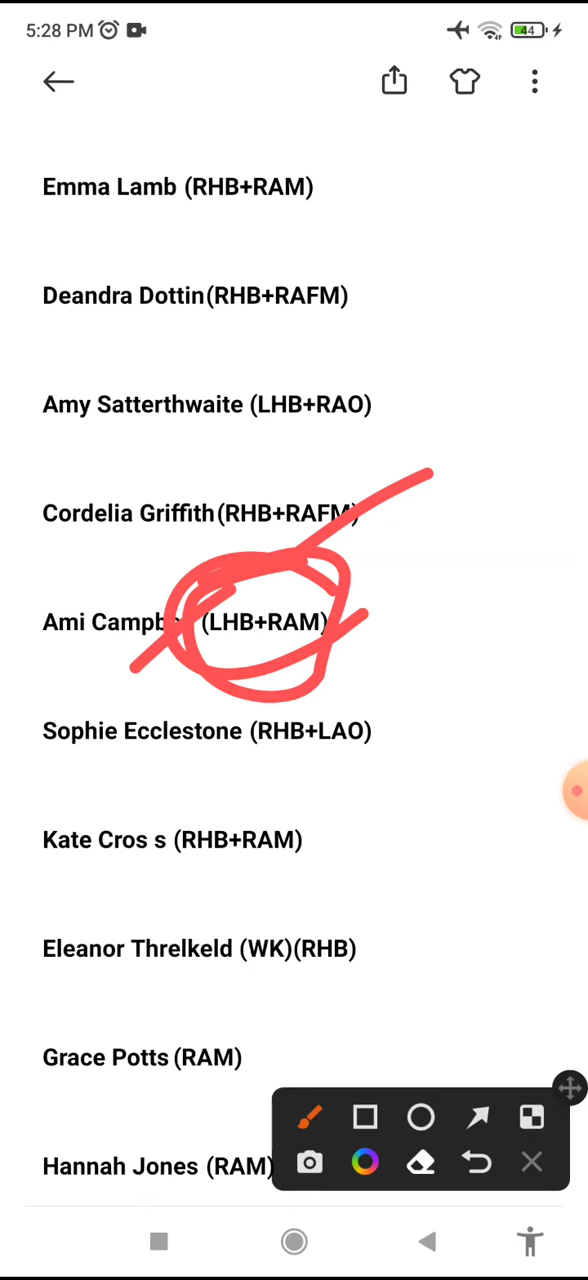 5:28 PM
44
Emma Lamb (RHB+RAM)
Deandra Dottin(RHB+RAFM)
Amy Satterthwaite (LHB+RAO)
Cordelia Griffith(RHB+RAFM)
Ami (LHB+RAM)
Sophie Ecclestone (RHB+LAO)
Kate Cros s (RHB+RAM)
Eleanor Threlkeld (WK)(RHB)
Grace Potts (RAM)
Hannah Jones (RAM)